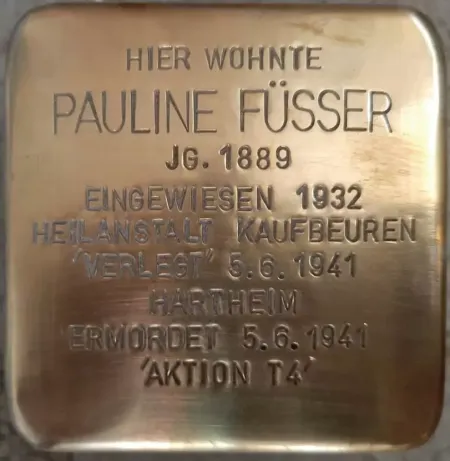 HIER WOHNTE
PAULINE FÜSSER
JG. 1889
EINGEWIESEN 1932
HEILANSTALT KAUFBEUREN
'VERLEGT' 5.6.1941
HARTHEIM
ERMORDET 5.6.1941
'AKTION T4'